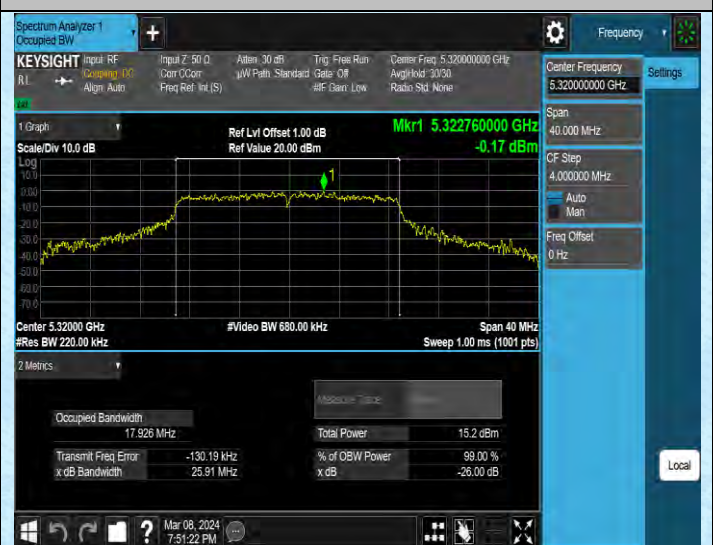 Spectrum Analyzer 1
Occupied BW
+
Frequency
KEYSIGHT Input: RF Input Z: 50 Ω Atten: 30 dB Trig: Free Run Center Freq: 5.320000000 GHz
RL Coupling: DC Corr CCorr µW Path: Standard Gate: Off Avg|Hold: 30/30
Align: Auto Freq Ref: Int (S) #IF Gain: Low Radio Std: None
1 Graph
Scale/Div 10.0 dB
Ref Lvl Offset 1.00 dB
Ref Value 20.00 dBm
Mkr1 5.322760000 GHz
-0.17 dBm
Log
10.0
0.00
-10.0
-20.0
-30.0
-40.0
-50.0
-60.0
-70.0
1
Center 5.32000 GHz #Video BW 680.00 kHz Span 40 MHz
#Res BW 220.00 kHz Sweep 1.00 ms (1001 pts)
2 Metrics
Measure Trace
Occupied Bandwidth
17.926 MHz
Total Power 15.2 dBm
Transmit Freq Error -130.19 kHz % of OBW Power 99.00 %
x dB Bandwidth 25.91 MHz x dB -26.00 dB
Center Frequency
5.320000000 GHz
Settings
Span
40.000 MHz
CF Step
4.000000 MHz
Auto
Man
Freq Offset
0 Hz
Local
?
Mar 08, 2024
7:51:22 PM